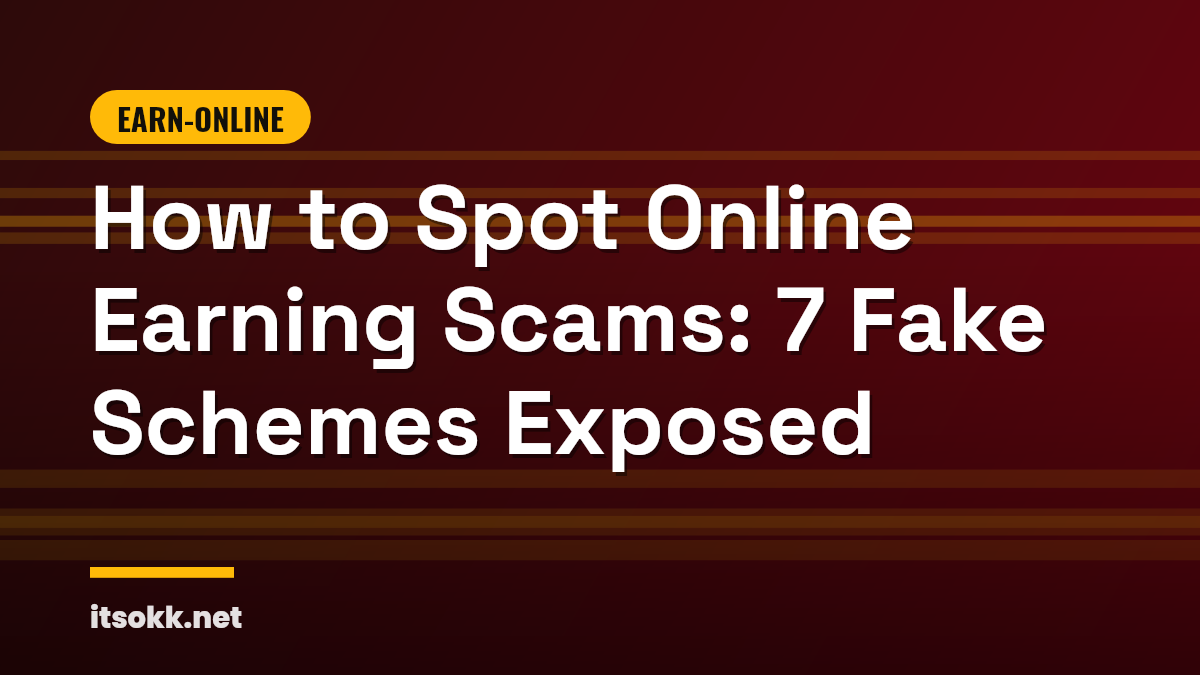 EARN-ONLINE
How to Spot Online
Earning Scams: 7 Fake
Schemes Exposed
itsokk.net